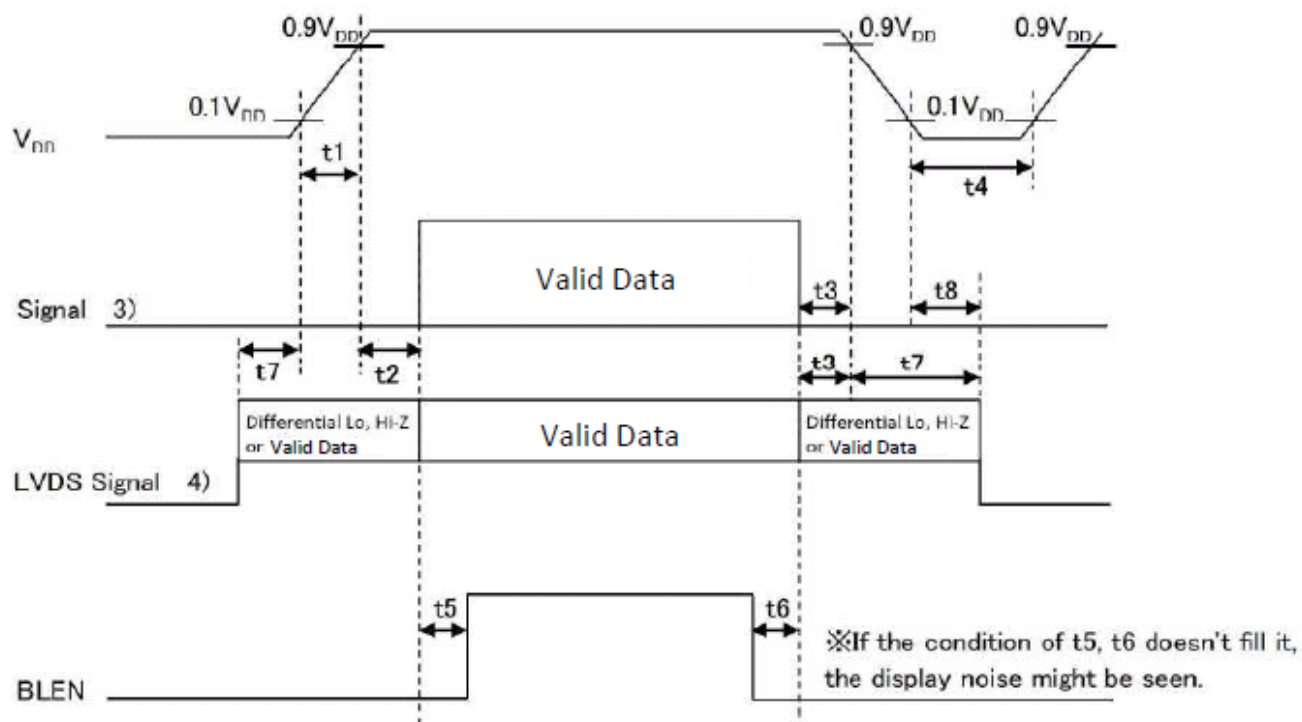 0.9VDD
0.9VDD
0.9VDD
0.1VDD
0.1VDD
VDD
t1
t4
Valid Data
t3
t8
Signal 3)
t7
t2
t3
t7
Differential Lo, Hi-Z
or Valid Data
Valid Data
Differential Lo, Hi-Z
or Valid Data
LVDS Signal 4)
t5
t6
※If the condition of t5, t6 doesn't fill it,
the display noise might be seen.
BLEN